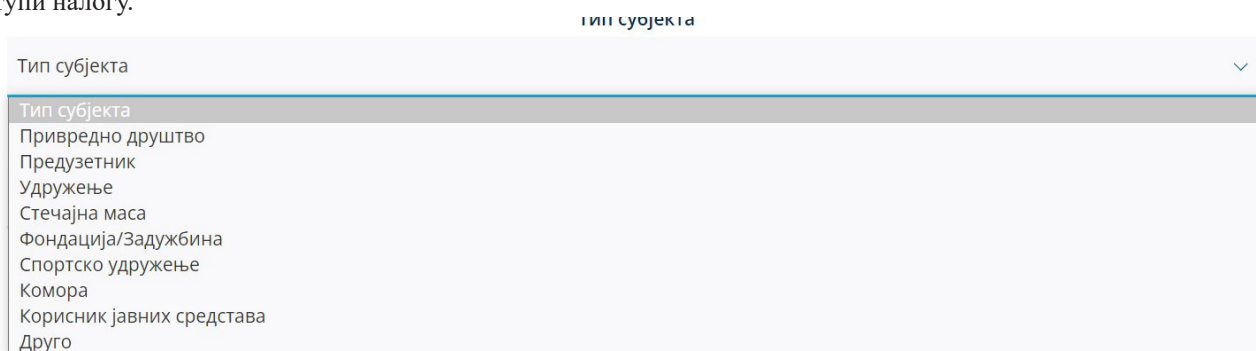 налогу.
Тип субјекта
Тип субјекта
Тип субјекта
Привредно друштво
Предузетник
Удружење
Стечајна маса
Фондација/Задужбина
Спортско удружење
Комора
Корисник јавних средстава
Друго